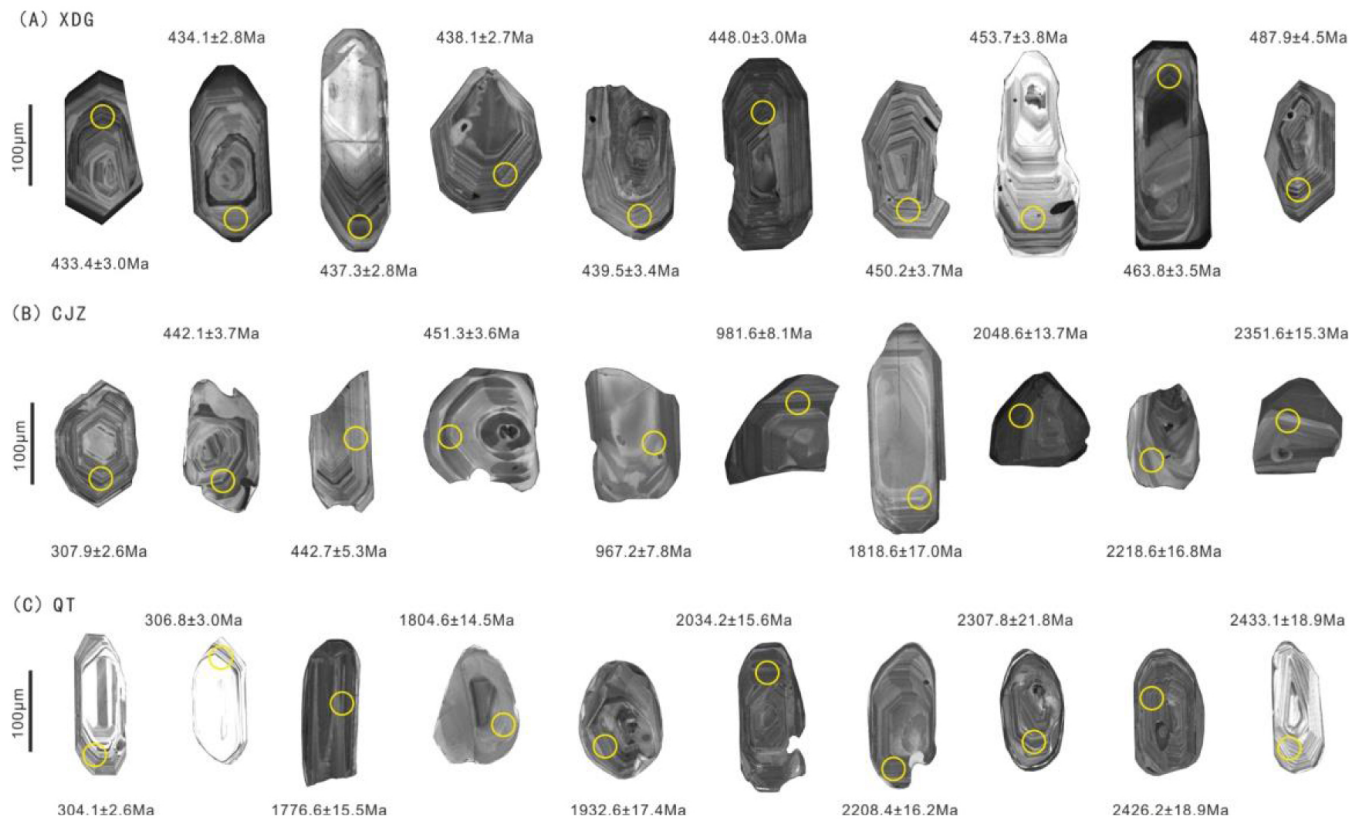 (A) XDG
434.1±2.8Ma 438.1±2.7Ma 448.0±3.0Ma 453.7±3.8Ma 487.9±4.5Ma
100μm
433.4±3.0Ma 437.3±2.8Ma 439.5±3.4Ma 450.2±3.7Ma 463.8±3.5Ma
(B) CJZ
442.1±3.7Ma 451.3±3.6Ma 981.6±8.1Ma 2048.6±13.7Ma 2351.6±15.3Ma
100μm
307.9±2.6Ma 442.7±5.3Ma 967.2±7.8Ma 1818.6±17.0Ma 2218.6±16.8Ma
(C) QT
306.8±3.0Ma 1804.6±14.5Ma 2034.2±15.6Ma 2307.8±21.8Ma 2433.1±18.9Ma
100μm
304.1±2.6Ma 1776.6±15.5Ma 1932.6±17.4Ma 2208.4±16.2Ma 2426.2±18.9Ma